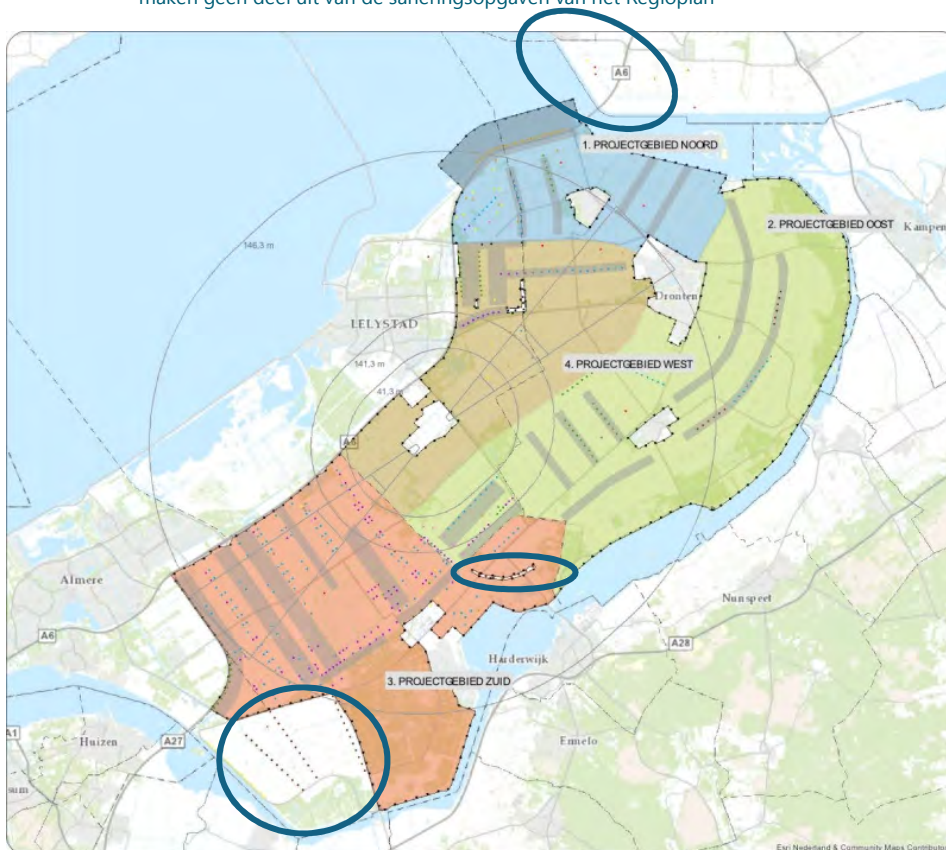 maken geen deel uit van de saneringsopgaven van het Regioplan
A6
1. PROJECTGEBIED NOORD
2. PROJECTGEBIED OOST
Kampen
146,3 m
Dronten
LELYSTAD
141,3 m
4. PROJECTGEBIED WEST
41,3 m
A6
Almere
Nunspeet
A6
A28
Harderwijk
3. PROJECTGEBIED ZUID
A1
Huizen
A27
Ermelo
sum
Esri Nederland & Community Maps Contributo